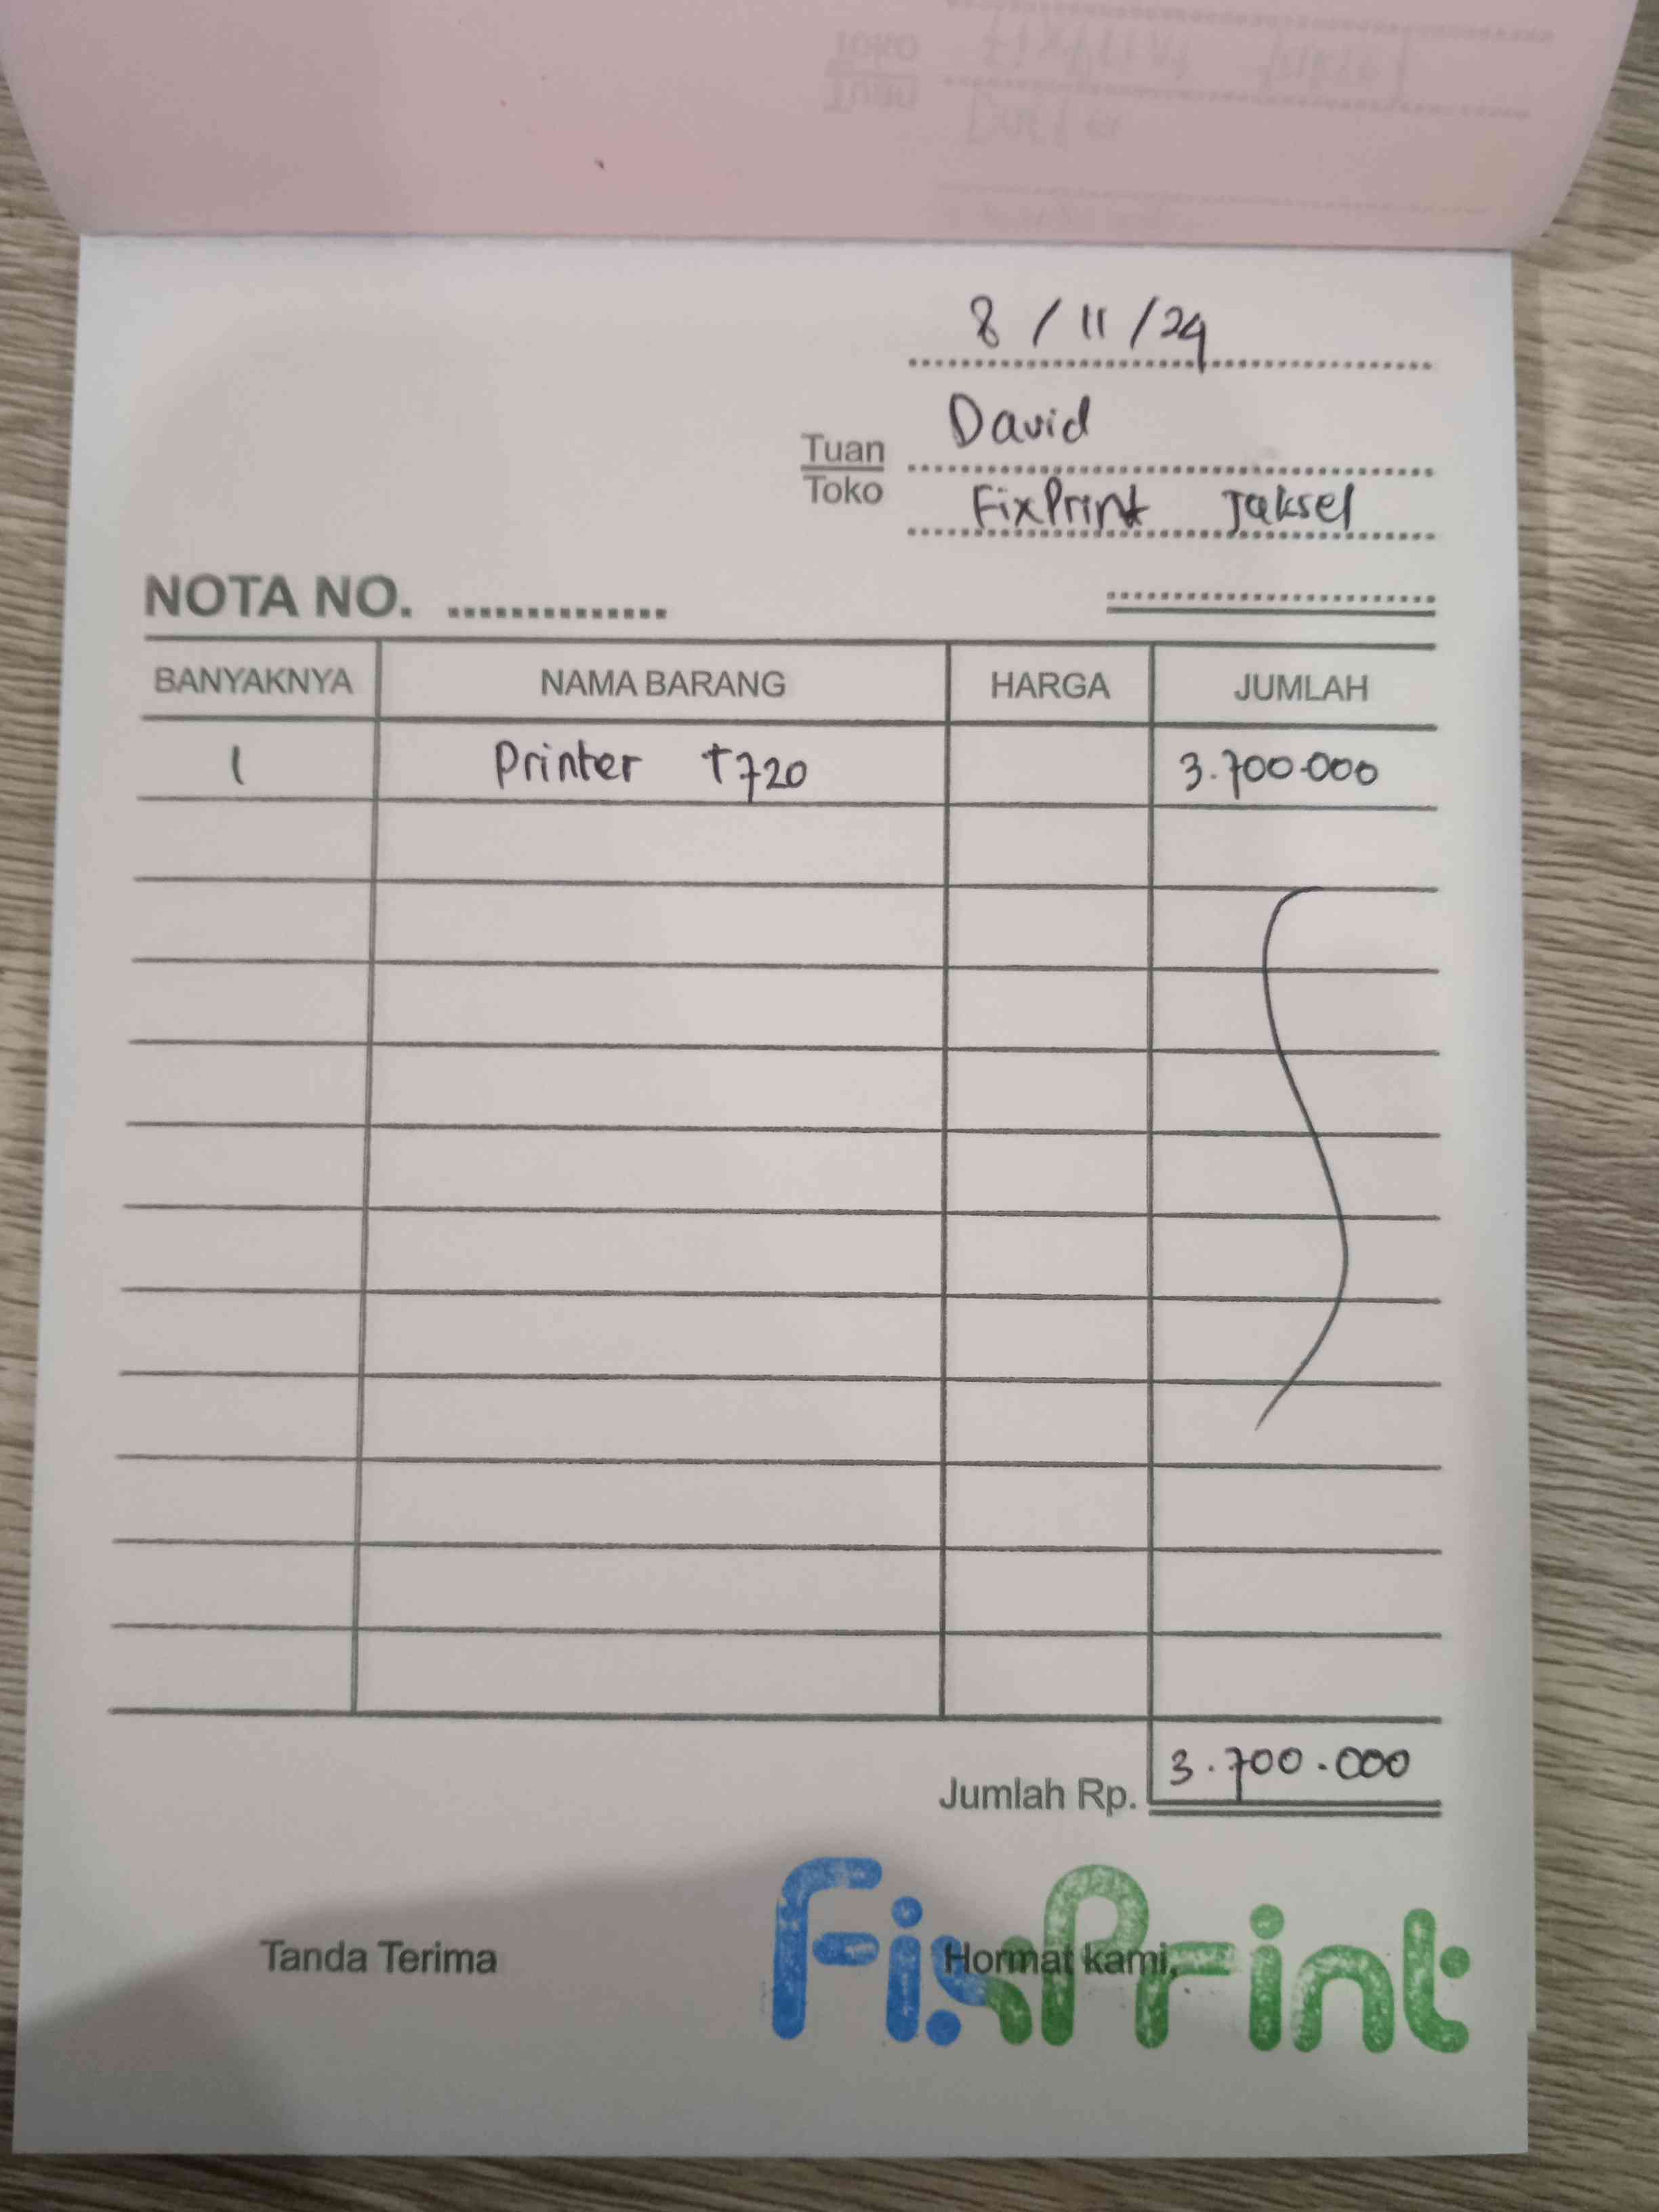 8 / 11 / 24
David
Tuan
Toko
FixPrint Jaksel
NOTA NO. ..............
BANYAKNYA NAMA BARANG HARGA JUMLAH
1 Printer T720 3.700.000
Jumlah Rp. 3.700.000
Tanda Terima Hormat kami,
FixPrint